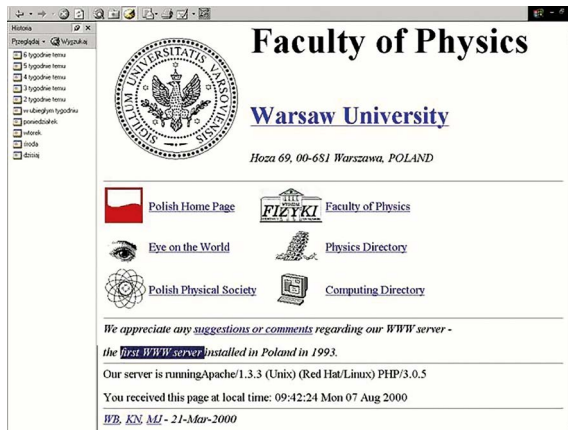 Historia
Przeglądaj
Wyszukaj
6 tygodnie temu
5 tygodnie temu
4 tygodnie temu
3 tygodnie temu
2 tygodnie temu
w ubiegłym tygodniu
poniedziałek
wtorek
środa
dzisiaj
SIGILLUM UNIVERSITATIS VARSOVIENSIS
Faculty of Physics
Warsaw University
Hoza 69, 00-681 Warszawa, POLAND
Polish Home Page
FIZYKI
Faculty of Physics
Eye on the World
Physics Directory
Polish Physical Society
Computing Directory
We appreciate any suggestions or comments regarding our WWW server -
the first WWW server installed in Poland in 1993.
Our server is runningApache/1.3.3 (Unix) (Red Hat/Linux) PHP/3.0.5
You received this page at local time: 09:42:24 Mon 07 Aug 2000
WB, KN, MJ - 21-Mar-2000